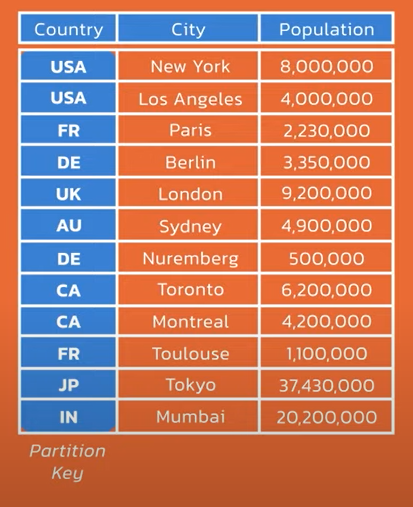 Country City Population
USA New York 8,000,000
USA Los Angeles 4,000,000
FR Paris 2,230,000
DE Berlin 3,350,000
UK London 9,200,000
AU Sydney 4,900,000
DE Nuremberg 500,000
CA Toronto 6,200,000
CA Montreal 4,200,000
FR Toulouse 1,100,000
JP Tokyo 37,430,000
IN Mumbai 20,200,000
Partition
Key